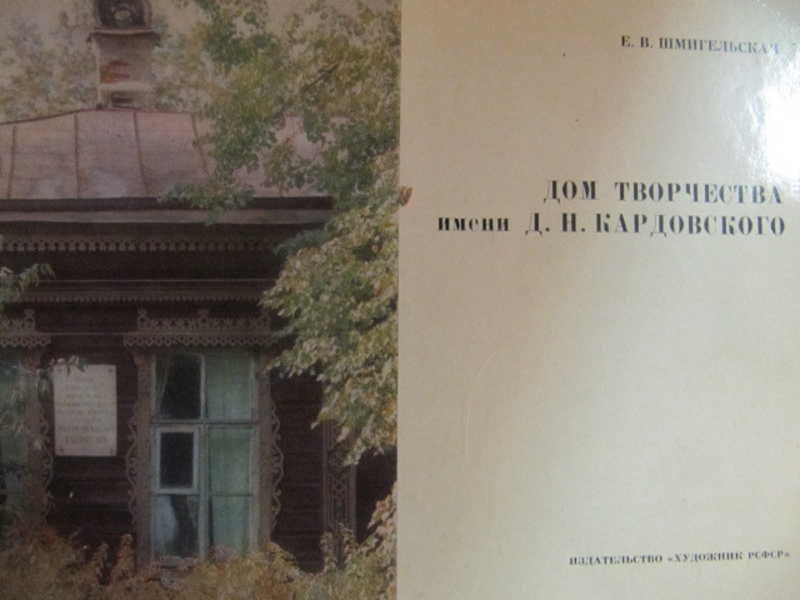 Е. В. ШМИГЕЛЬСКАЯ
ДОМ ТВОРЧЕСТВА
имени Д. Н. КАРДОВСКОГО
ИЗДАТЕЛЬСТВО «ХУДОЖНИК РСФСР»